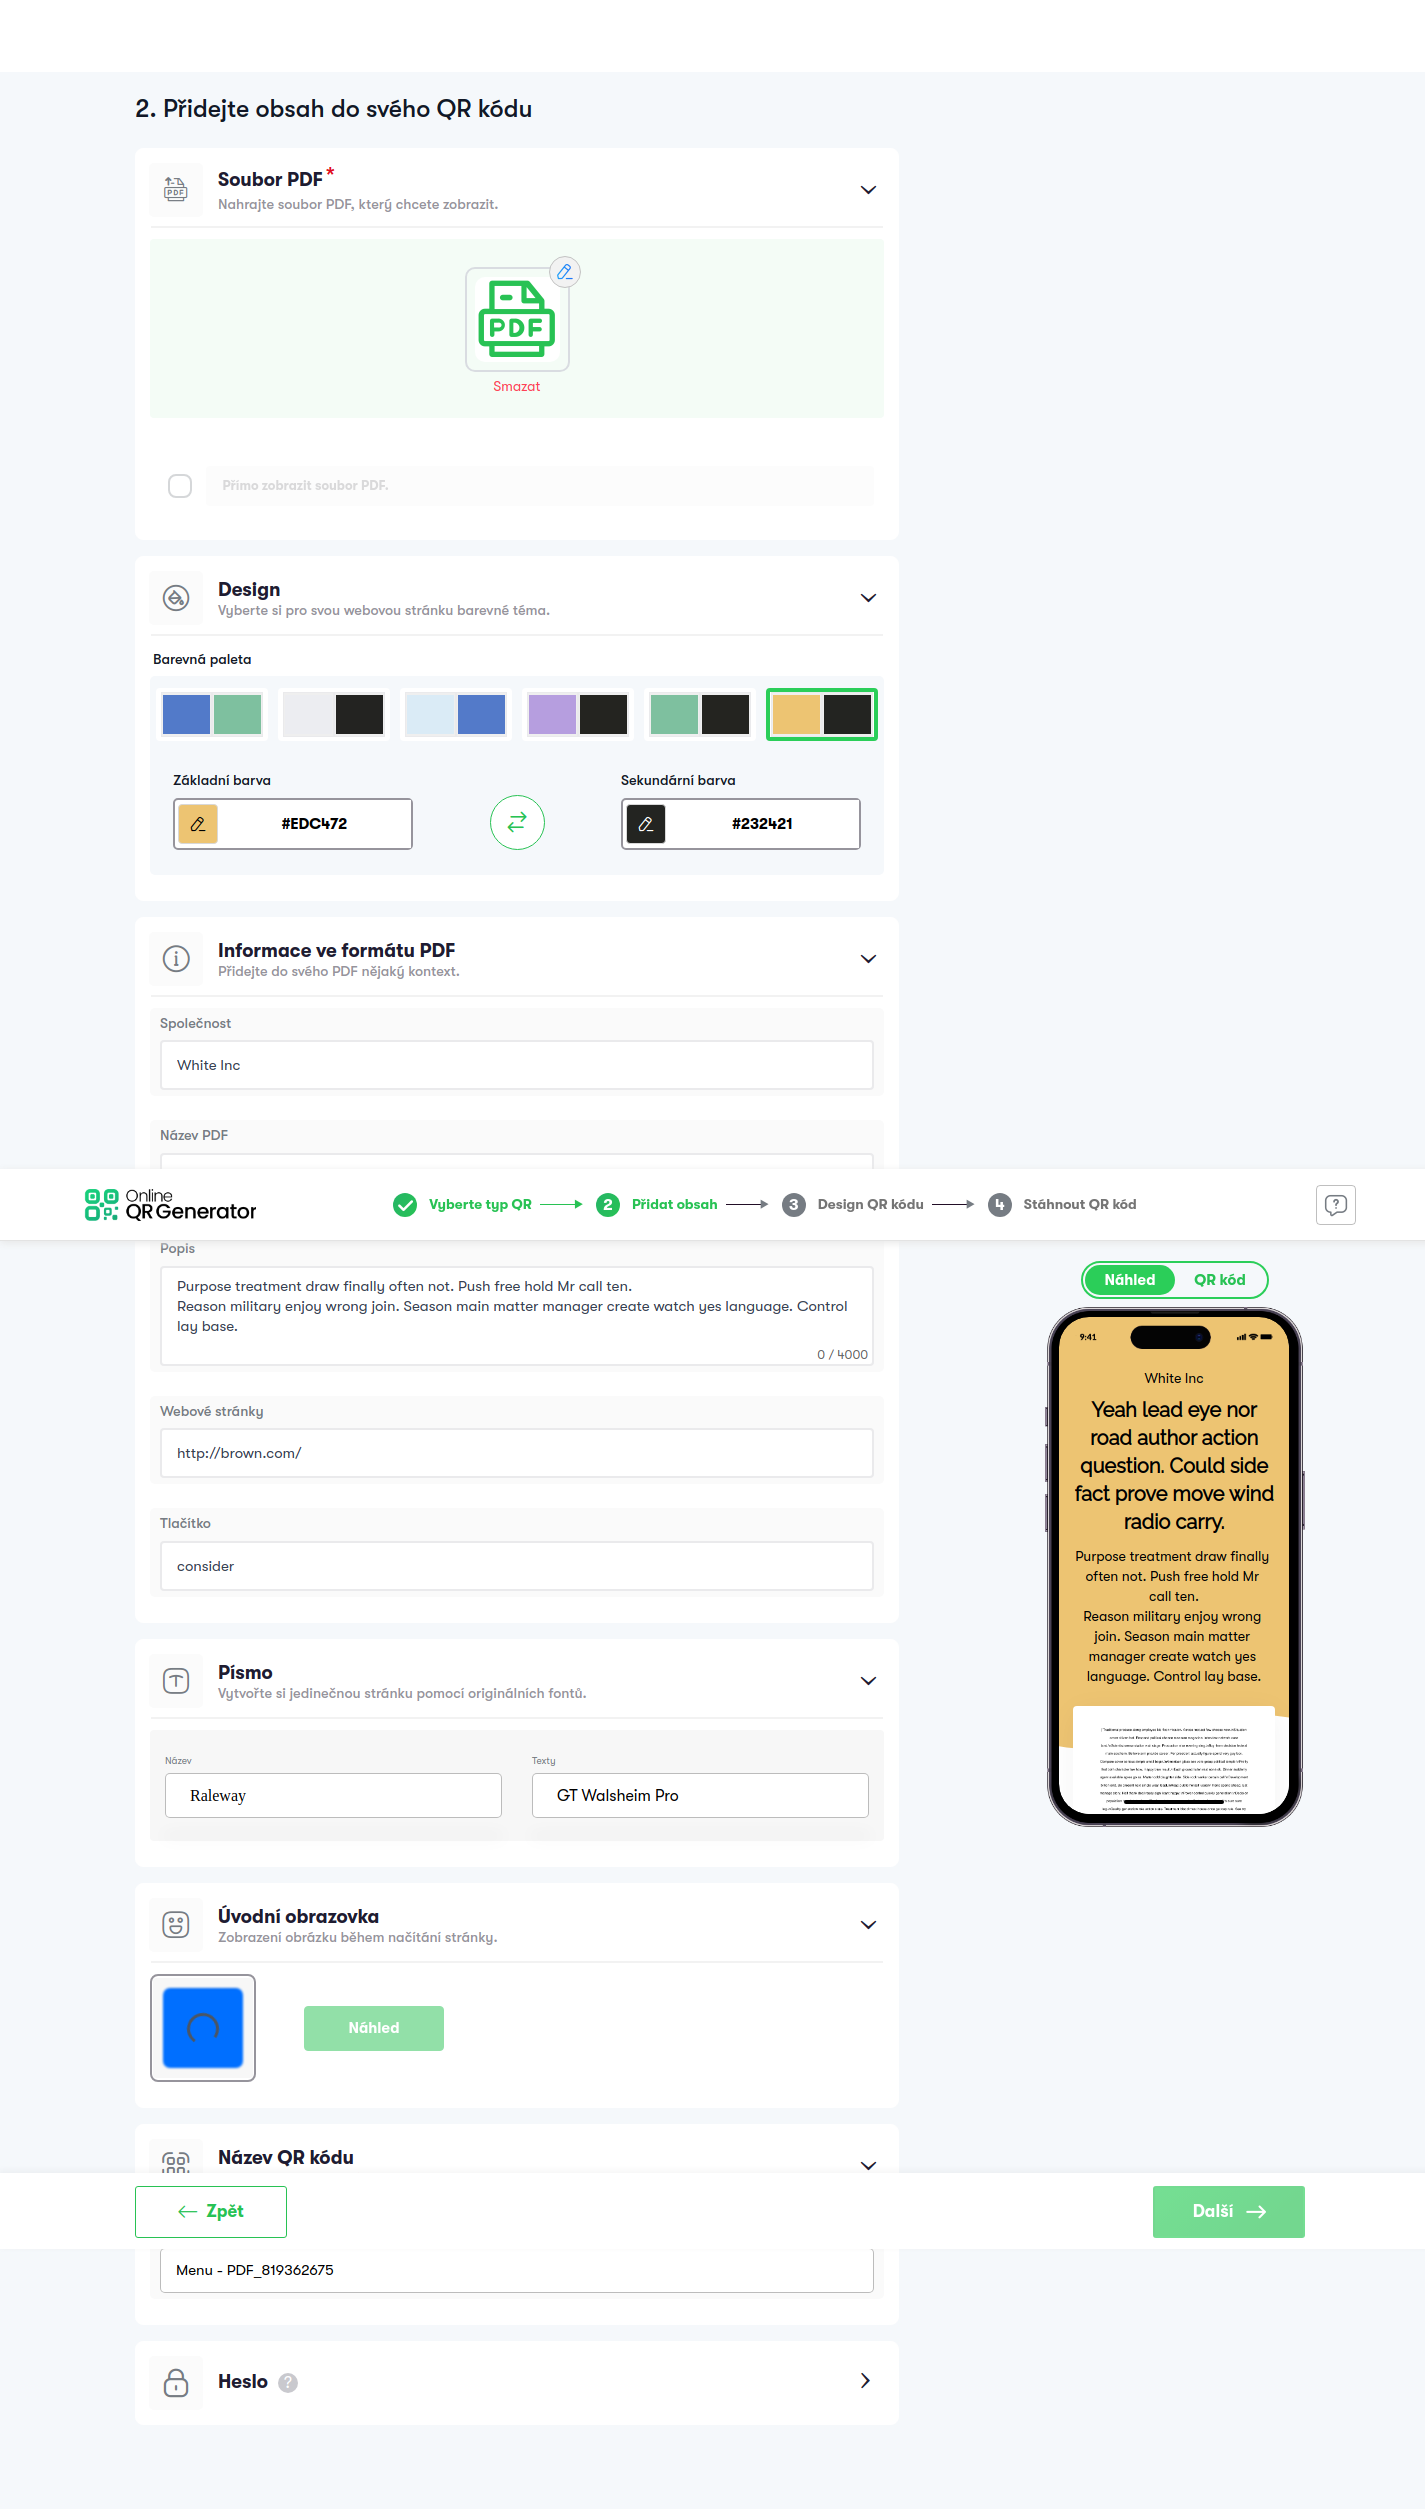 2. Přidejte obsah do svého QR kódu
Soubor PDF*
Nahrajte soubor PDF, který chcete zobrazit.
PDF
PDF
Smazat
Přímo zobrazit soubor PDF.
Design
Vyberte si pro svou webovou stránku barevné téma.
Barevná paleta
Základní barva
Sekundární barva
#EDC472
#232421
Informace ve formátu PDF
Přidejte do svého PDF nějaký kontext.
Společnost
White Inc
Název PDF
Online
QR Generator
Vyberte typ QR
2 Přidat obsah
3 Design QR kódu
4 Stáhnout QR kód
Popis
Purpose treatment draw finally often not. Push free hold Mr call ten.
Reason military enjoy wrong join. Season main matter manager create watch yes language. Control
lay base.
0 / 4000
Webové stránky
http://brown.com/
Tlačítko
consider
Náhled
QR kód
9:41
White Inc
Yeah lead eye nor
road author action
question. Could side
fact prove move wind
radio carry.
Purpose treatment draw finally
often not. Push free hold Mr
call ten.
Reason military enjoy wrong
join. Season main matter
manager create watch yes
language. Control lay base.
Písmo
Vytvořte si jedinečnou stránku pomocí originálních fontů.
Název
Texty
Raleway
GT Walsheim Pro
Úvodní obrazovka
Zobrazení obrázku během načítání stránky.
Náhled
Název QR kódu
Zpět
Další
Menu - PDF_819362675
Heslo ?